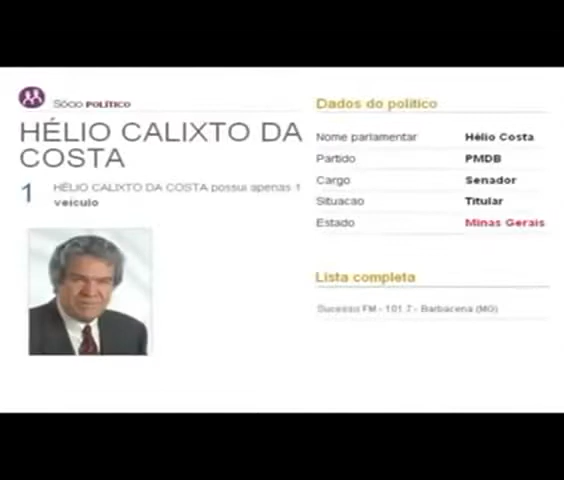 Sócio POLÍTICO
HÉLIO CALIXTO DA
COSTA
1 HÉLIO CALIXTO DA COSTA possui apenas 1
veículo
Dados do político
Nome parlamentar Hélio Costa
Partido PMDB
Cargo Senador
Situacao Titular
Estado Minas Gerais
Lista completa
Sucesso FM - 101.7 - Barbacena (MG)